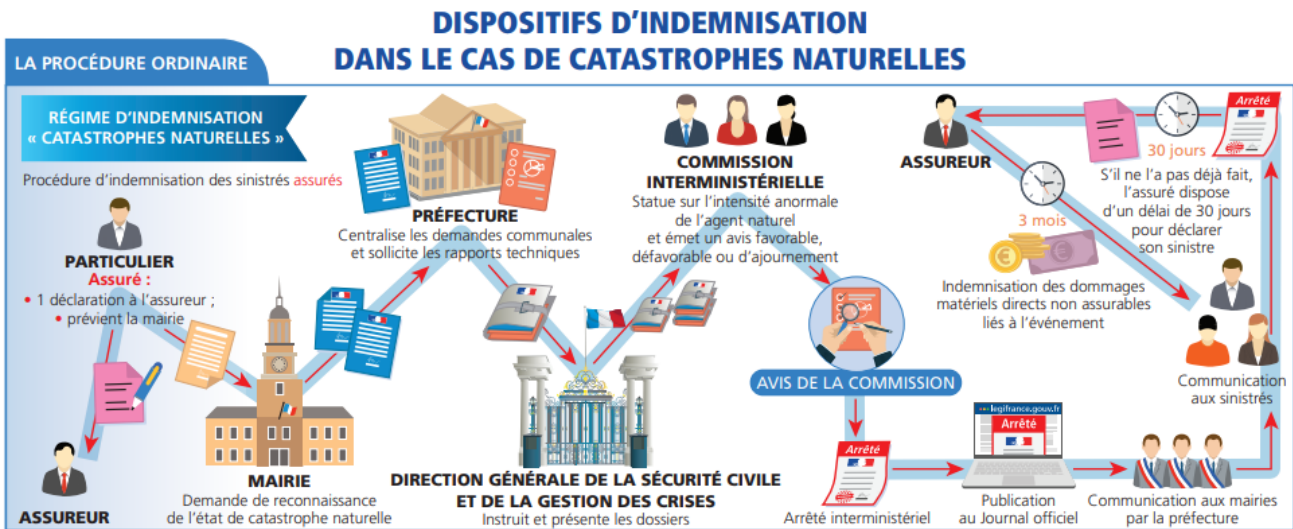 DISPOSITIFS D'INDEMNISATION
DANS LE CAS DE CATASTROPHES NATURELLES
LA PROCÉDURE ORDINAIRE
RÉGIME D'INDEMNISATION
« CATASTROPHES NATURELLES »
Procédure d'indemnisation des sinistrés assurés
PARTICULIER
Assuré :
• 1 déclaration à l'assureur ;
• prévient la mairie
ASSUREUR
MAIRIE
Demande de reconnaissance
de l'état de catastrophe naturelle
PRÉFECTURE
Centralise les demandes communales
et sollicite les rapports techniques
DIRECTION GÉNÉRALE DE LA SÉCURITÉ CIVILE
ET DE LA GESTION DES CRISES
Instruit et présente les dossiers
COMMISSION
INTERMINISTÉRIELLE
Statue sur l'intensité anormale
de l'agent naturel
et émet un avis favorable,
défavorable ou d'ajournement
AVIS DE LA COMMISSION
Arrêté
Arrêté interministériel
legifrance.gouv.fr
Arrêté
Publication
au Journal officiel
Communication aux mairies
par la préfecture
Communication
aux sinistrés
Arrêté
30 jours
S'il ne l'a pas déjà fait,
l'assuré dispose
d'un délai de 30 jours
pour déclarer
son sinistre
ASSUREUR
3 mois
Indemnisation des dommages
matériels directs non assurables
liés à l'événement